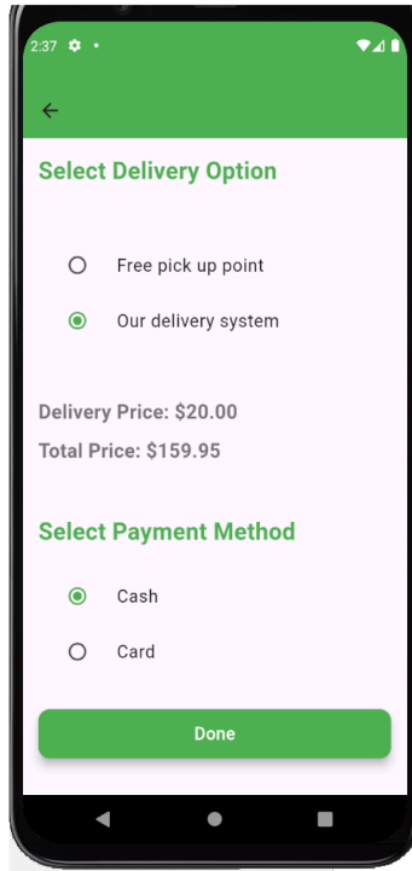 2:37
Select Delivery Option
Free pick up point
Our delivery system
Delivery Price: $20.00
Total Price: $159.95
Select Payment Method
Cash
Card
Done